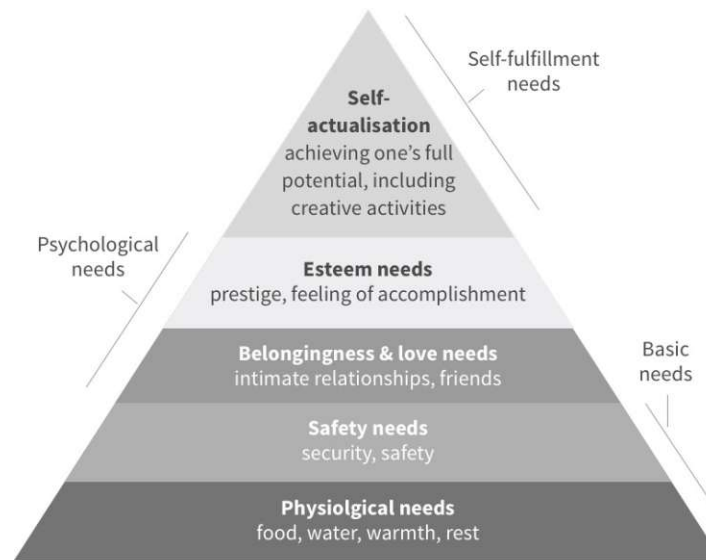 Self-fulfillment
needs
Self-
actualisation
achieving one's full
potential, including
creative activities
Psychological
needs
Esteem needs
prestige, feeling of accomplishment
Belongingness & love needs
intimate relationships, friends
Basic
needs
Safety needs
security, safety
Physiolgical needs
food, water, warmth, rest